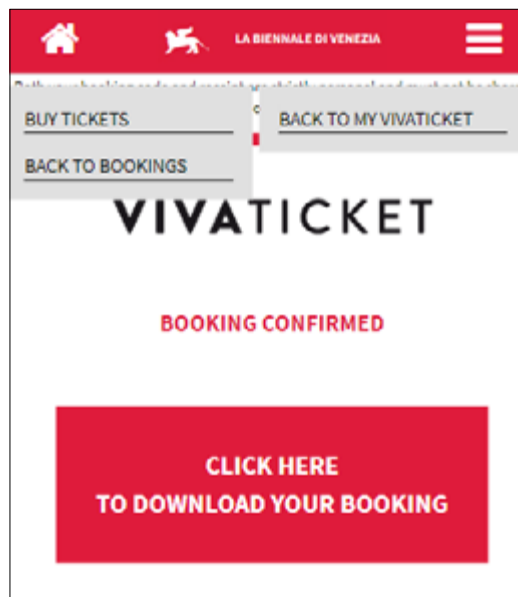 LA BIENNALE DI VENEZIA
BUY TICKETS
BACK TO MY VIVATICKET
BACK TO BOOKINGS
VIVATICKET
BOOKING CONFIRMED
CLICK HERE
TO DOWNLOAD YOUR BOOKING